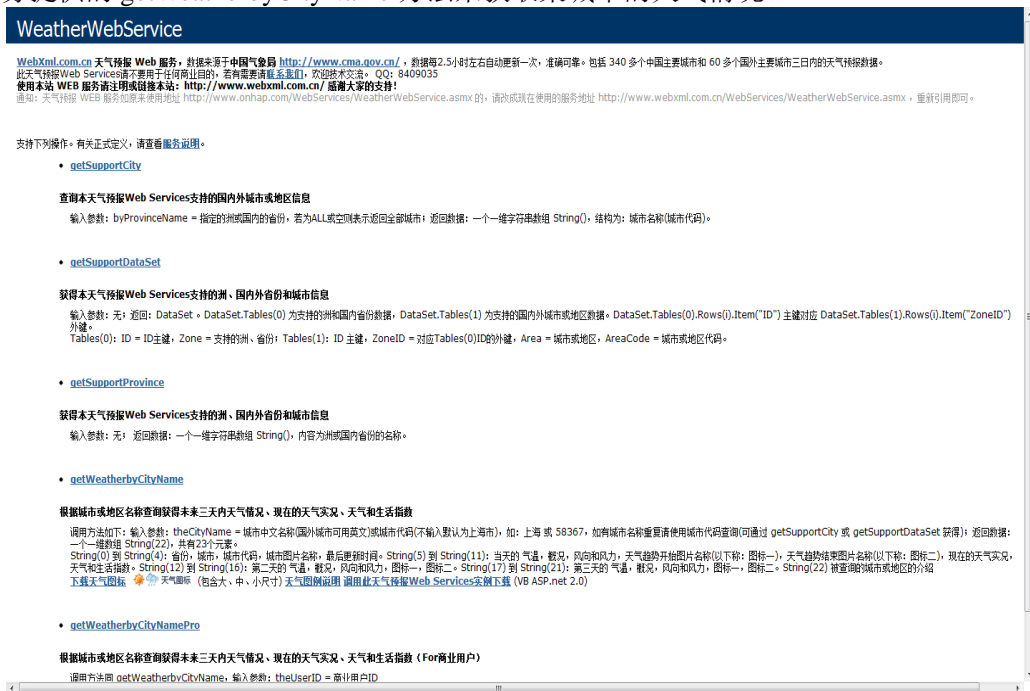 务提供的 getWeatherbyCityName 方法来获取某城市的天气情况
WeatherWebService
WebXml.com.cn 天气预报 Web 服务，数据来源于中国气象局 http://www.cma.gov.cn/ ，数据每2.5小时左右自动更新一次，准确可靠。包括 340 多个中国主要城市和 60 多个国外主要城市三日内的天气预报数据。
此天气预报Web Services请不要用于任何商业目的，若有需要请联系我们，欢迎技术交流。 QQ: 8409035
使用本站 WEB 服务请注明或链接本站：http://www.webxml.com.cn/ 感谢大家的支持！
通知：天气预报 WEB 服务如原来使用地址 http://www.onhap.com/WebServices/WeatherWebService.asmx 的，请改成现在使用的服务地址 http://www.webxml.com.cn/WebServices/WeatherWebService.asmx ，重新引用即可。
支持下列操作。有关正式定义，请查看服务说明。
• getSupportCity
查询本天气预报Web Services支持的国内外城市或地区信息
输入参数：byProvinceName = 指定的洲或国内的省份，若为ALL或空则表示返回全部城市；返回数据：一个一维字符串数组 String()，结构为：城市名称(城市代码)。
• getSupportDataSet
获得本天气预报Web Services支持的洲、国内外省份和城市信息
输入参数：无；返回：DataSet 。DataSet.Tables(0) 为支持的洲和国内省份数据，DataSet.Tables(1) 为支持的国内外城市或地区数据。DataSet.Tables(0).Rows(i).Item("ID") 主键对应 DataSet.Tables(1).Rows(i).Item("ZoneID")
外键。
Tables(0)：ID = ID主键，Zone = 支持的洲、省份；Tables(1)：ID 主键，ZoneID = 对应Tables(0)ID的外键，Area = 城市或地区，AreaCode = 城市或地区代码。
• getSupportProvince
获得本天气预报Web Services支持的洲、国内外省份和城市信息
输入参数：无； 返回数据：一个一维字符串数组 String()，内容为洲或国内省份的名称。
• getWeatherbyCityName
根据城市或地区名称查询获得未来三天内天气情况、现在的天气实况、天气和生活指数
调用方法如下：输入参数：theCityName = 城市中文名称(国外城市可用英文)或城市代码(不输入默认为上海市)，如：上海 或 58367，如有城市名称重复请使用城市代码查询(可通过 getSupportCity 或 getSupportDataSet 获得)；返回数据：
一个一维数组 String(22)，共有23个元素。
String(0) 到 String(4)：省份，城市，城市代码，城市图片名称，最后更新时间。String(5) 到 String(11)：当天的 气温，概况，风向和风力，天气趋势开始图片名称(以下称：图标一)，天气趋势结束图片名称(以下称：图标二)，现在的天气实况，
天气和生活指数。String(12) 到 String(16)：第二天的 气温，概况，风向和风力，图标一，图标二。String(17) 到 String(21)：第三天的 气温，概况，风向和风力，图标一，图标二。String(22) 被查询的城市或地区的介绍
下载天气图标 天气图标 (包含大、中、小尺寸) 天气图例说明 调用此天气预报Web Services实例下载 (VB ASP.net 2.0)
• getWeatherbyCityNamePro
根据城市或地区名称查询获得未来三天内天气情况、现在的天气实况、天气和生活指数（For商业用户）
调用方法同 getWeatherbyCityName，输入参数：theUserID = 商业用户ID